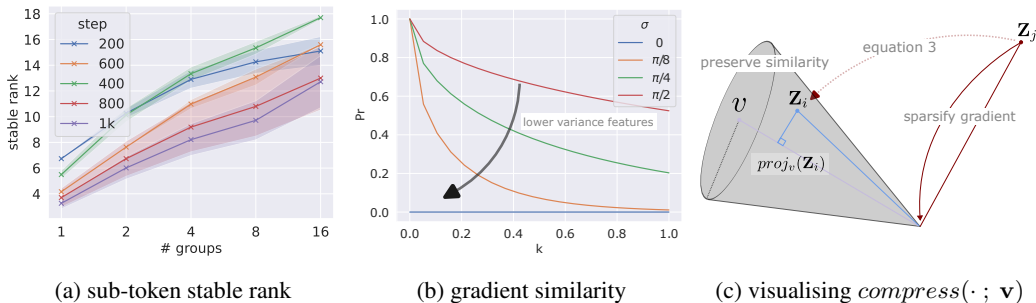 step
200
600
400
800
1k
18
16
14
12
10
8
6
4
stable rank
1
2
4
8
16
# groups
(a) sub-token stable rank
σ
0
π/8
π/4
π/2
1.0
0.8
0.6
0.4
0.2
0.0
Pr
lower variance features
0.0
0.2
0.4
0.6
0.8
1.0
k
(b) gradient similarity
equation 3
Z_j
preserve similarity
Z_i
v
sparsify gradient
proj_v(Z_i)
(c) visualising compress(· ; v)